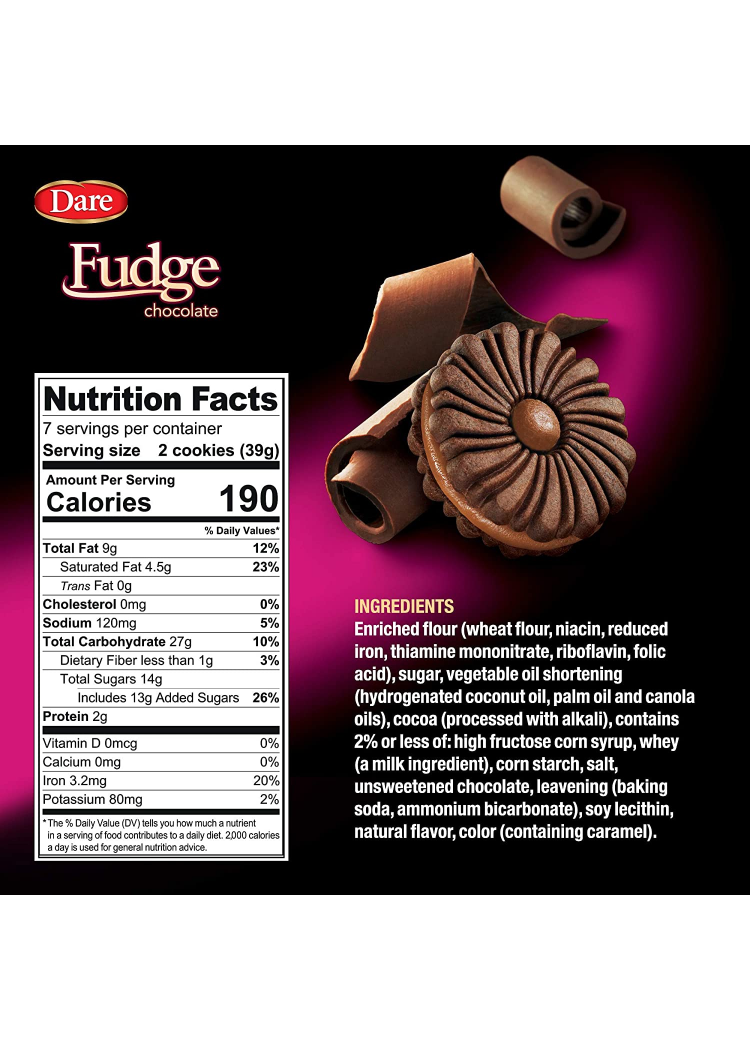 Dare
Fudge
chocolate
Nutrition Facts
7 servings per container
Serving size 2 cookies (39g)
Amount Per Serving
Calories 190
% Daily Values*
Total Fat 9g 12%
Saturated Fat 4.5g 23%
Trans Fat 0g
Cholesterol 0mg 0%
Sodium 120mg 5%
Total Carbohydrate 27g 10%
Dietary Fiber less than 1g 3%
Total Sugars 14g
Includes 13g Added Sugars 26%
Protein 2g
Vitamin D 0mcg 0%
Calcium 0mg 0%
Iron 3.2mg 20%
Potassium 80mg 2%
* The % Daily Value (DV) tells you how much a nutrient
in a serving of food contributes to a daily diet. 2,000 calories
a day is used for general nutrition advice.
INGREDIENTS
Enriched flour (wheat flour, niacin, reduced
iron, thiamine mononitrate, riboflavin, folic
acid), sugar, vegetable oil shortening
(hydrogenated coconut oil, palm oil and canola
oils), cocoa (processed with alkali), contains
2% or less of: high fructose corn syrup, whey
(a milk ingredient), corn starch, salt,
unsweetened chocolate, leavening (baking
soda, ammonium bicarbonate), soy lecithin,
natural flavor, color (containing caramel).